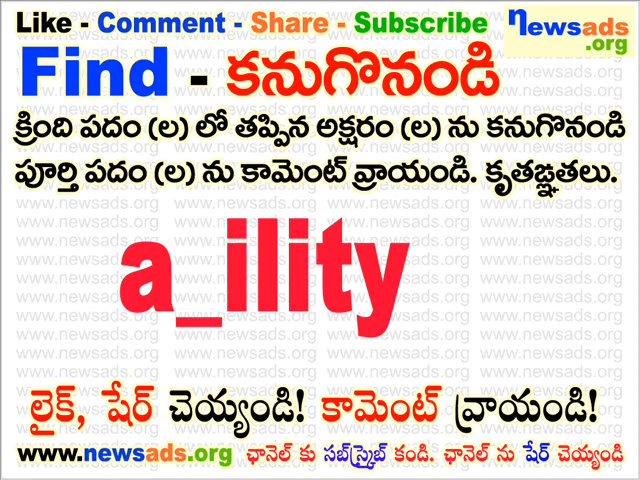 Like - Comment - Share - Subscribe
newsads
.org
Find - కనుగొనండి
క్రింది పదం (ల) లో తప్పిన అక్షరం (ల) ను కనుగొనండి
పూర్తి పదం (ల) ను కామెంట్ వ్రాయండి. కృతఙ్ఞతలు.
a_ility
లైక్, షేర్ చెయ్యండి! కామెంట్ వ్రాయండి!
www.newsads.org ఛానెల్ కు సబ్‌స్క్రైబ్ కండి. ఛానెల్ ను షేర్ చెయ్యండి